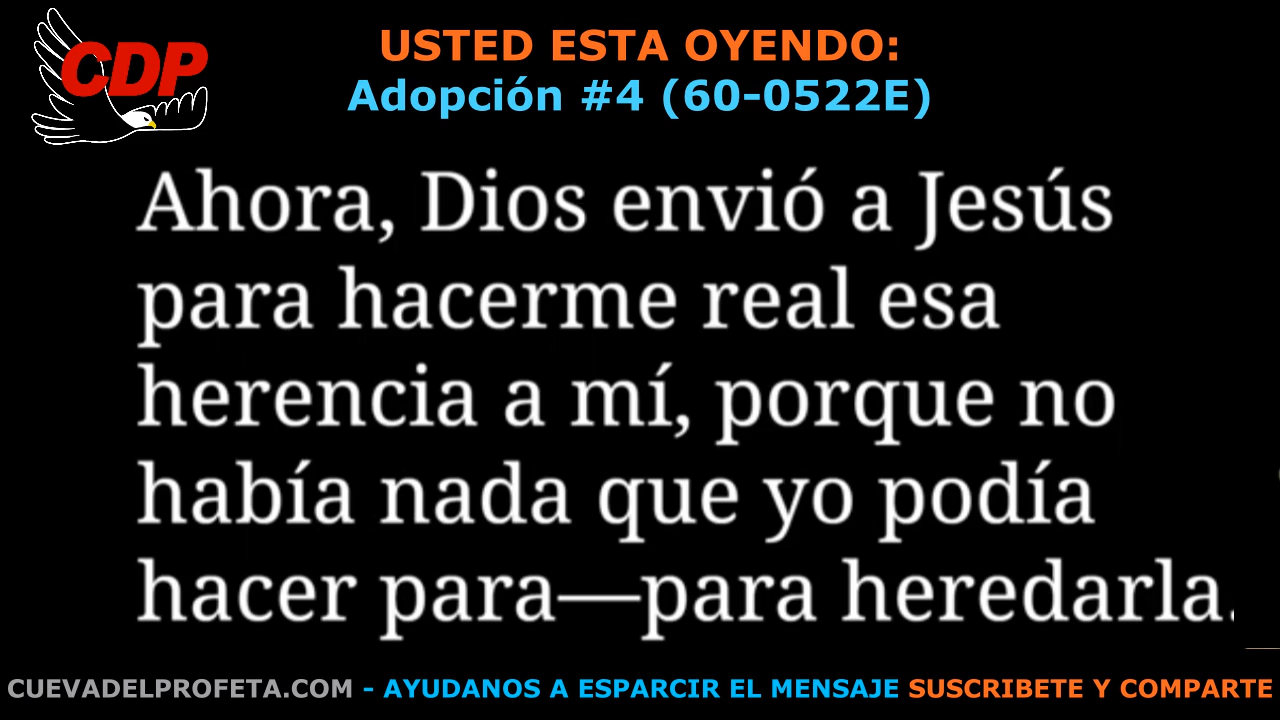 CDP
USTED ESTA OYENDO:
Adopción #4 (60-0522E)
Ahora, Dios envió a Jesús
para hacerme real esa
herencia a mí, porque no
había nada que yo podía
hacer para—para heredarla.
CUEVADELPROFETA.COM - AYUDANOS A ESPARCIR EL MENSAJE SUSCRIBETE Y COMPARTE